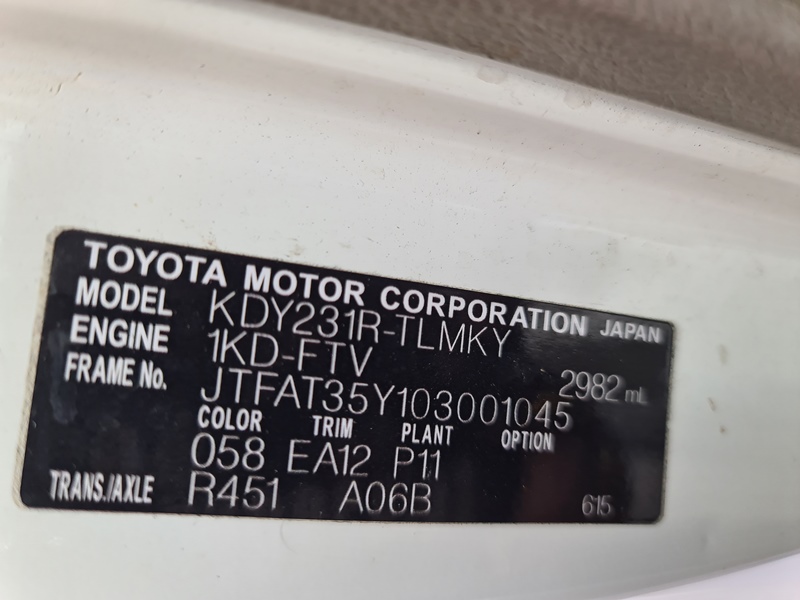 TOYOTA MOTOR CORPORATION JAPAN
MODEL KDY231R-TLMKY
ENGINE 1KD-FTV 2982 mL
FRAME No. JTFAT35Y103001045
COLOR TRIM PLANT OPTION
058 EA12 P11
TRANS./AXLE R451 A06B 615